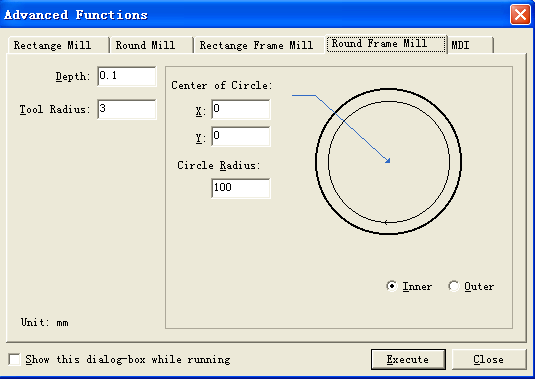 Advanced Functions
Rectange Mill Round Mill Rectange Frame Mill Round Frame Mill MDI
Depth: 0.1
Tool Radius: 3
Center of Circle:
X: 0
Y: 0
Circle Radius:
100
Inner Outer
Unit: mm
Show this dialog-box while running
Execute Close